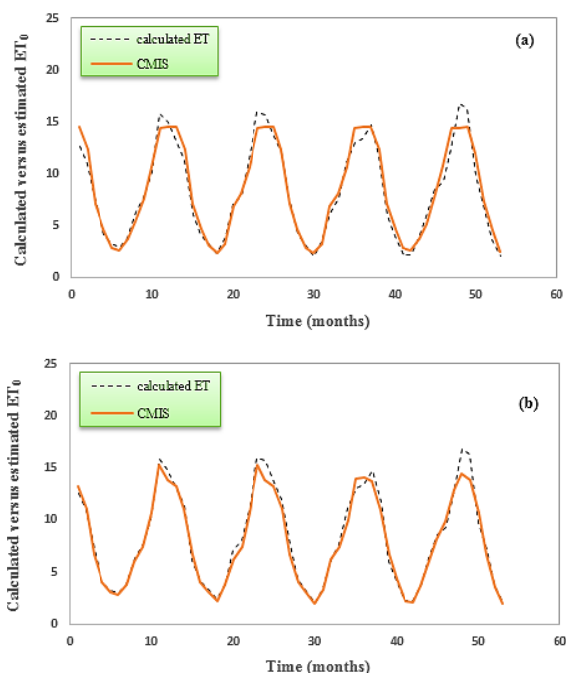 25
20
15
10
5
0
Calculated versus estimated ET₀
calculated ET
CMIS
(a)
0 10 20 30 40 50 60
Time (months)
25
20
15
10
5
0
Calculated versus estimated ET₀
calculated ET
CMIS
(b)
0 10 20 30 40 50 60
Time (months)